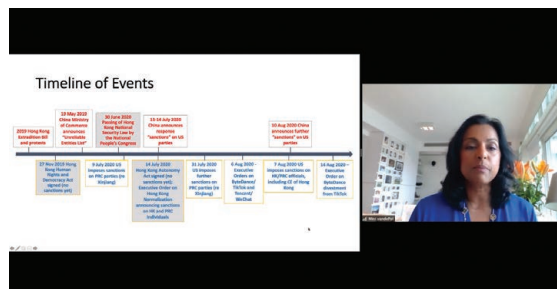 Timeline of Events
2019 Hong Kong
Extradition Bill
and protests
19 May 2019
China Ministry
of Commerce
announces
"Unreliable
Entities List"
30 June 2020
Passing of Hong
Kong National
Security Law by
the National
People's Congress
13-14 July 2020
China announces
response
"sanctions" on US
parties
10 Aug 2020 China
announces further
"sanctions" on US
parties
27 Nov 2019 Hong
Kong Human
Rights and
Democracy Act
signed (no
sanctions yet)
9 July 2020 US
imposes sanctions
on PRC parties (re
Xinjiang)
14 July 2020
Hong Kong Autonomy
Act signed (no
sanctions yet);
Executive Order on
Hong Kong
Normalization
announcing sanctions
on HK and PRC
individuals
31 July 2020
US imposes
further
sanctions on
PRC parties (re
Xinjiang)
6 Aug 2020 –
Executive
Orders on
ByteDance/
TikTok and
Tencent/
WeChat
7 Aug 2020 US
imposes sanctions on
HK/PRC officials,
including CE of Hong
Kong
14 Aug 2020 –
Executive
Order on
ByteDance
divestment
from TikTok